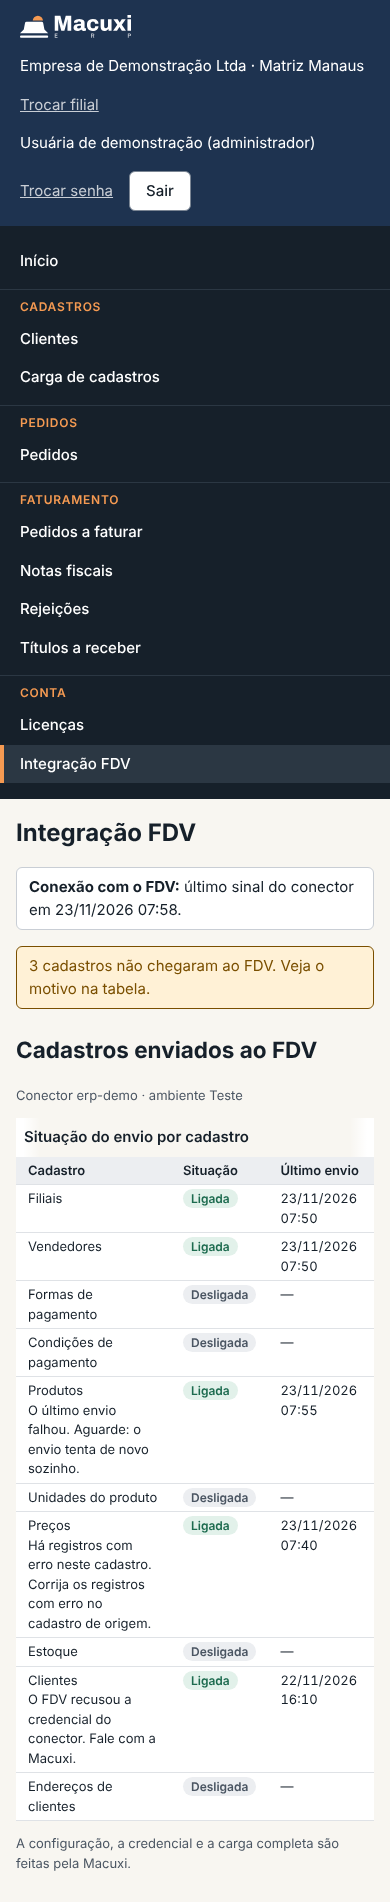 Macuxi
E R P
Empresa de Demonstração Ltda · Matriz Manaus
Trocar filial
Usuária de demonstração (administrador)
Trocar senha Sair
Início
CADASTROS
Clientes
Carga de cadastros
PEDIDOS
Pedidos
FATURAMENTO
Pedidos a faturar
Notas fiscais
Rejeições
Títulos a receber
CONTA
Licenças
Integração FDV
Integração FDV
Conexão com o FDV: último sinal do conector
em 23/11/2026 07:58.
3 cadastros não chegaram ao FDV. Veja o
motivo na tabela.
Cadastros enviados ao FDV
Conector erp-demo · ambiente Teste
Situação do envio por cadastro
Cadastro Situação Último envio
Filiais Ligada 23/11/2026
07:50
Vendedores Ligada 23/11/2026
07:50
Formas de Desligada —
pagamento
Condições de Desligada —
pagamento
Produtos Ligada 23/11/2026
O último envio 07:55
falhou. Aguarde: o
envio tenta de novo
sozinho.
Unidades do produto Desligada —
Preços Ligada 23/11/2026
Há registros com 07:40
erro neste cadastro.
Corrija os registros
com erro no
cadastro de origem.
Estoque Desligada —
Clientes Ligada 22/11/2026
O FDV recusou a 16:10
credencial do
conector. Fale com a
Macuxi.
Endereços de Desligada —
clientes
A configuração, a credencial e a carga completa são
feitas pela Macuxi.